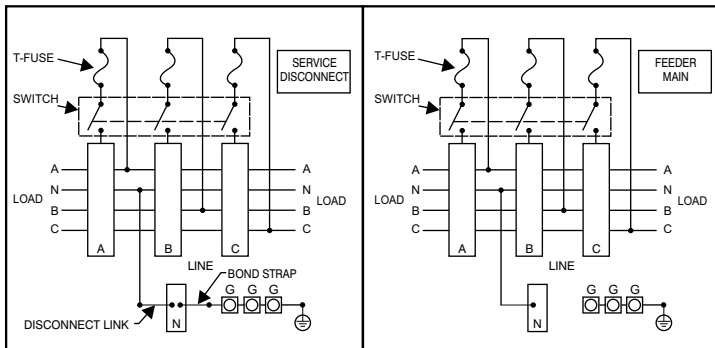 T-FUSE
SERVICE
DISCONNECT
SWITCH
A
N
LOAD
B
C
A
N
B
LOAD
C
A
B
C
LINE
BOND STRAP
G G G
DISCONNECT LINK
N
T-FUSE
FEEDER
MAIN
SWITCH
A
N
LOAD
B
C
A
N
LOAD
B
C
A
B
C
LINE
G G G
N